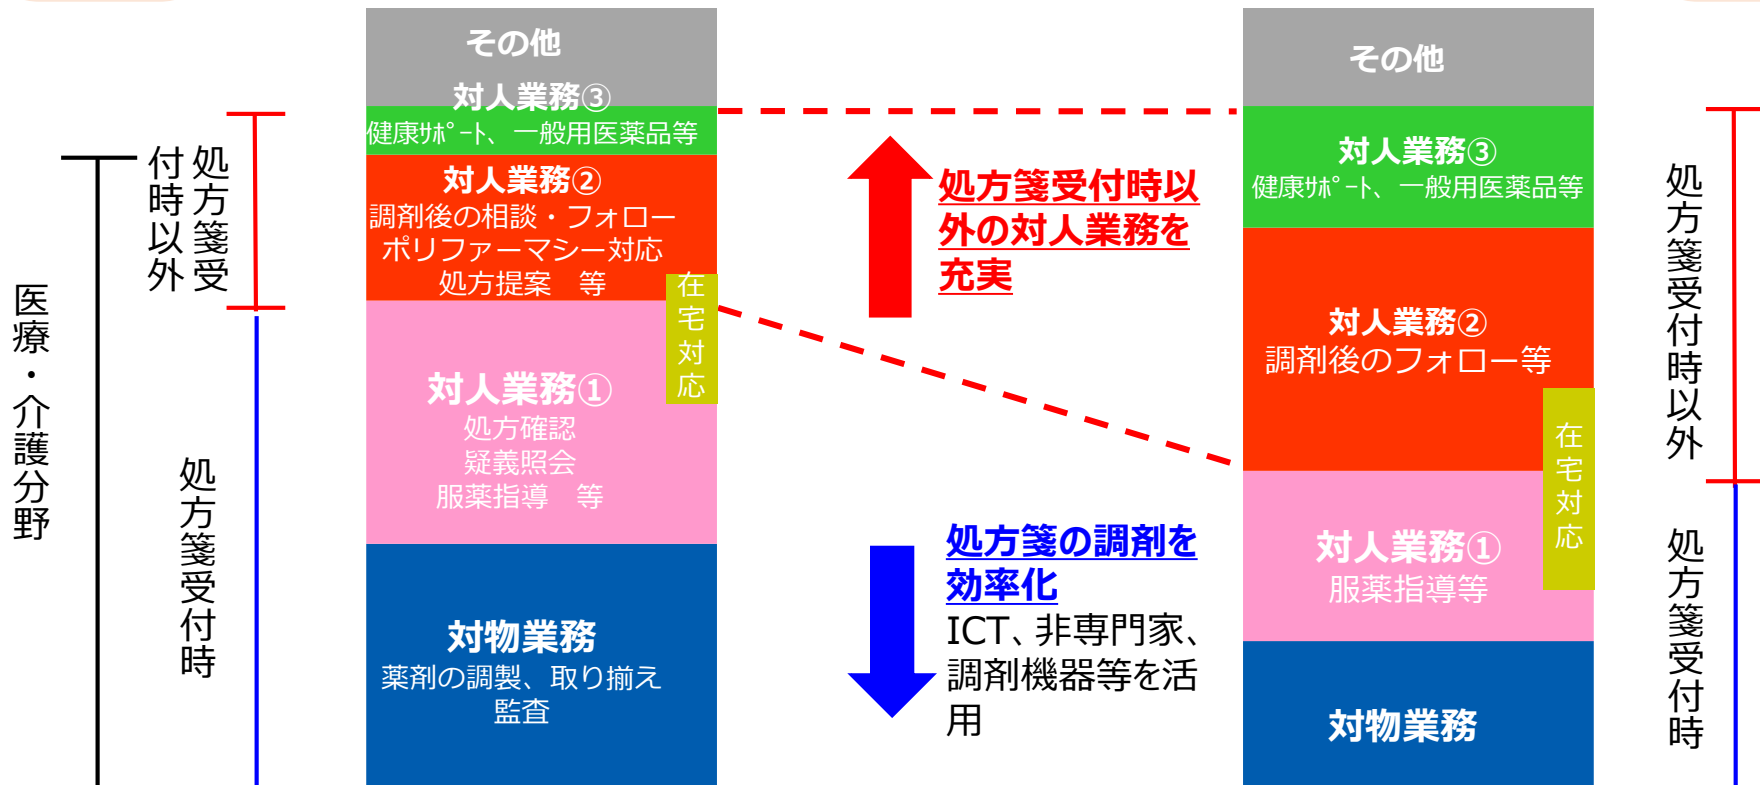 医療・介護分野
処方箋受
付時以外
処方箋受付時
その他
対人業務③
健康ｻﾎﾟｰﾄ、一般用医薬品等
対人業務②
調剤後の相談・フォロー
ポリファーマシー対応
処方提案　等
在宅対応
対人業務①
処方確認
疑義照会
服薬指導　等
対物業務
薬剤の調製、取り揃え
監査
処方箋受付時以
外の対人業務を
充実
処方箋の調剤を
効率化
ICT、非専門家、
調剤機器等を活
用
その他
対人業務③
健康ｻﾎﾟｰﾄ、一般用医薬品等
対人業務②
調剤後のフォロー等
在宅対応
対人業務①
服薬指導等
対物業務
処方箋受付時以外
処方箋受付時